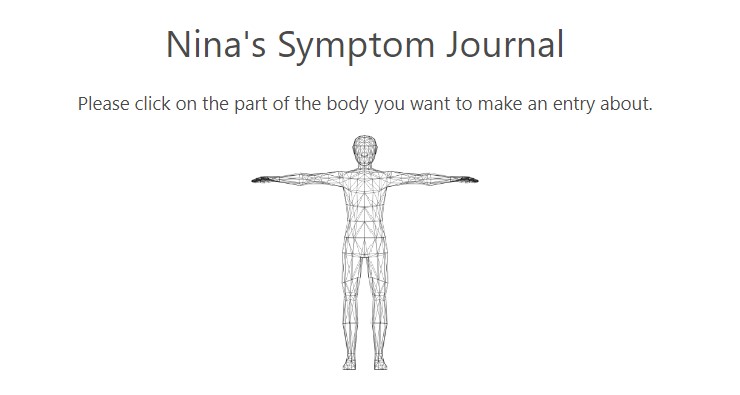 Nina's Symptom Journal
Please click on the part of the body you want to make an entry about.